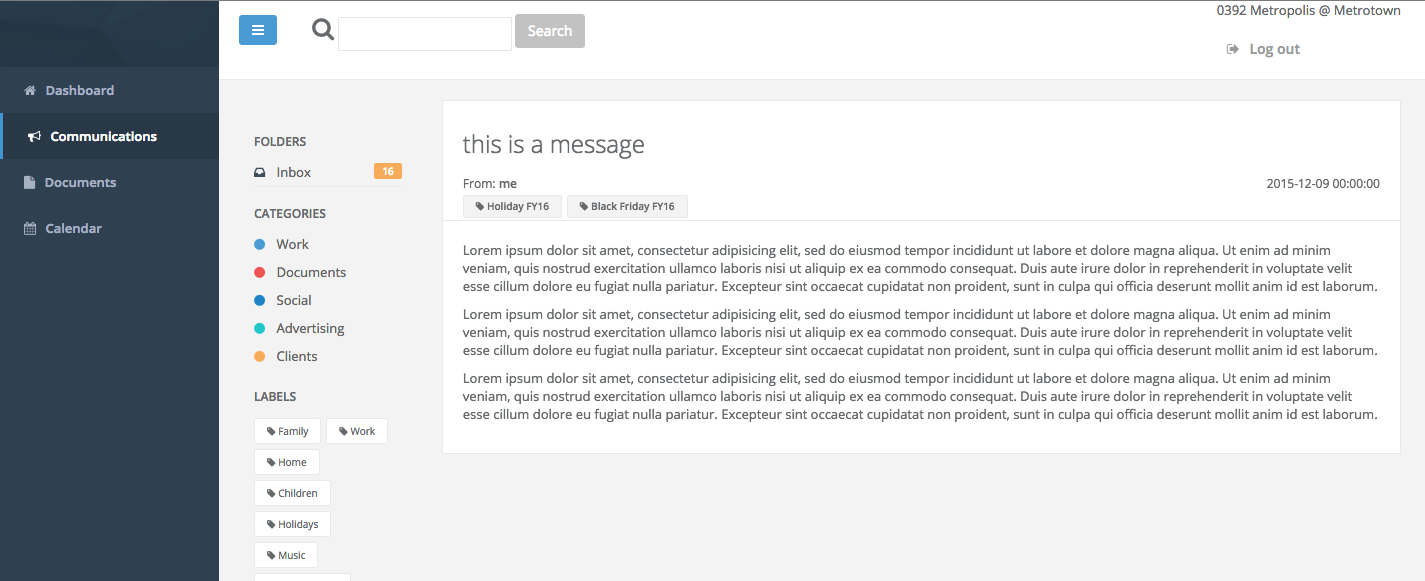 0392 Metropolis @ Metrotown
Search
Log out
Dashboard
Communications
Documents
Calendar
FOLDERS
Inbox 16
CATEGORIES
Work
Documents
Social
Advertising
Clients
LABELS
Family Work
Home
Children
Holidays
Music
this is a message
From: me 2015-12-09 00:00:00
Holiday FY16 Black Friday FY16
Lorem ipsum dolor sit amet, consectetur adipisicing elit, sed do eiusmod tempor incididunt ut labore et dolore magna aliqua. Ut enim ad minim
veniam, quis nostrud exercitation ullamco laboris nisi ut aliquip ex ea commodo consequat. Duis aute irure dolor in reprehenderit in voluptate velit
esse cillum dolore eu fugiat nulla pariatur. Excepteur sint occaecat cupidatat non proident, sunt in culpa qui officia deserunt mollit anim id est laborum.
Lorem ipsum dolor sit amet, consectetur adipisicing elit, sed do eiusmod tempor incididunt ut labore et dolore magna aliqua. Ut enim ad minim
veniam, quis nostrud exercitation ullamco laboris nisi ut aliquip ex ea commodo consequat. Duis aute irure dolor in reprehenderit in voluptate velit
esse cillum dolore eu fugiat nulla pariatur. Excepteur sint occaecat cupidatat non proident, sunt in culpa qui officia deserunt mollit anim id est laborum.
Lorem ipsum dolor sit amet, consectetur adipisicing elit, sed do eiusmod tempor incididunt ut labore et dolore magna aliqua. Ut enim ad minim
veniam, quis nostrud exercitation ullamco laboris nisi ut aliquip ex ea commodo consequat. Duis aute irure dolor in reprehenderit in voluptate velit
esse cillum dolore eu fugiat nulla pariatur. Excepteur sint occaecat cupidatat non proident, sunt in culpa qui officia deserunt mollit anim id est laborum.